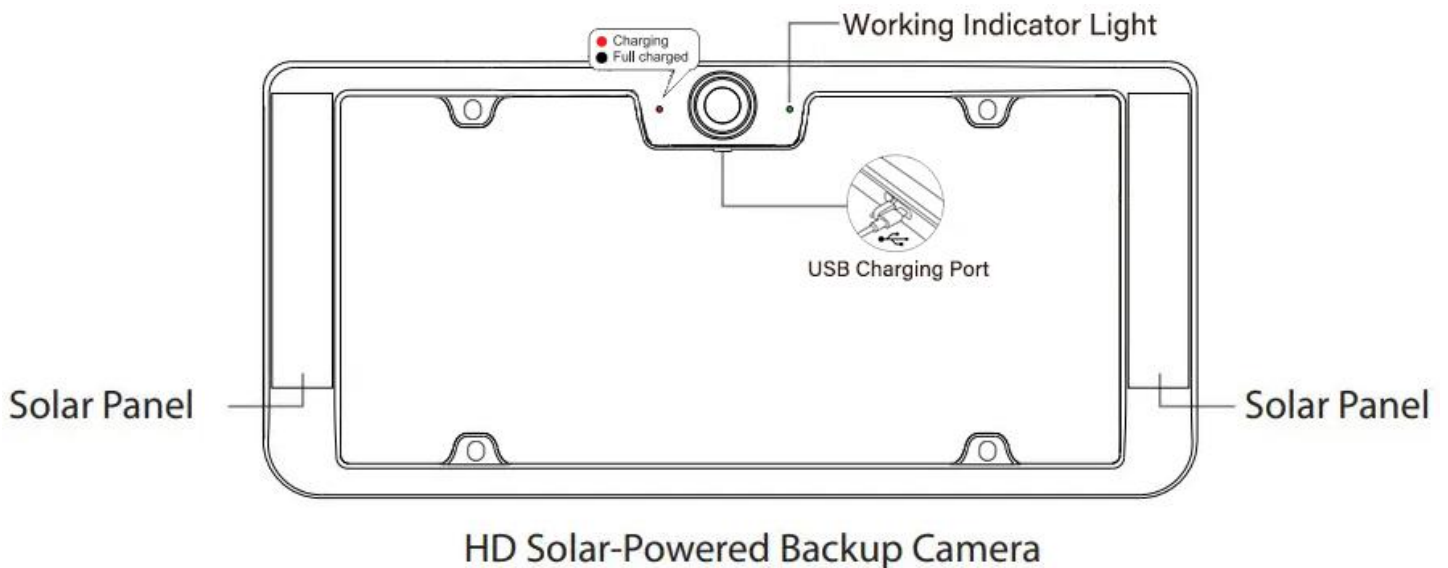 Working Indicator Light
Charging
Full charged
USB Charging Port
Solar Panel
Solar Panel
HD Solar-Powered Backup Camera